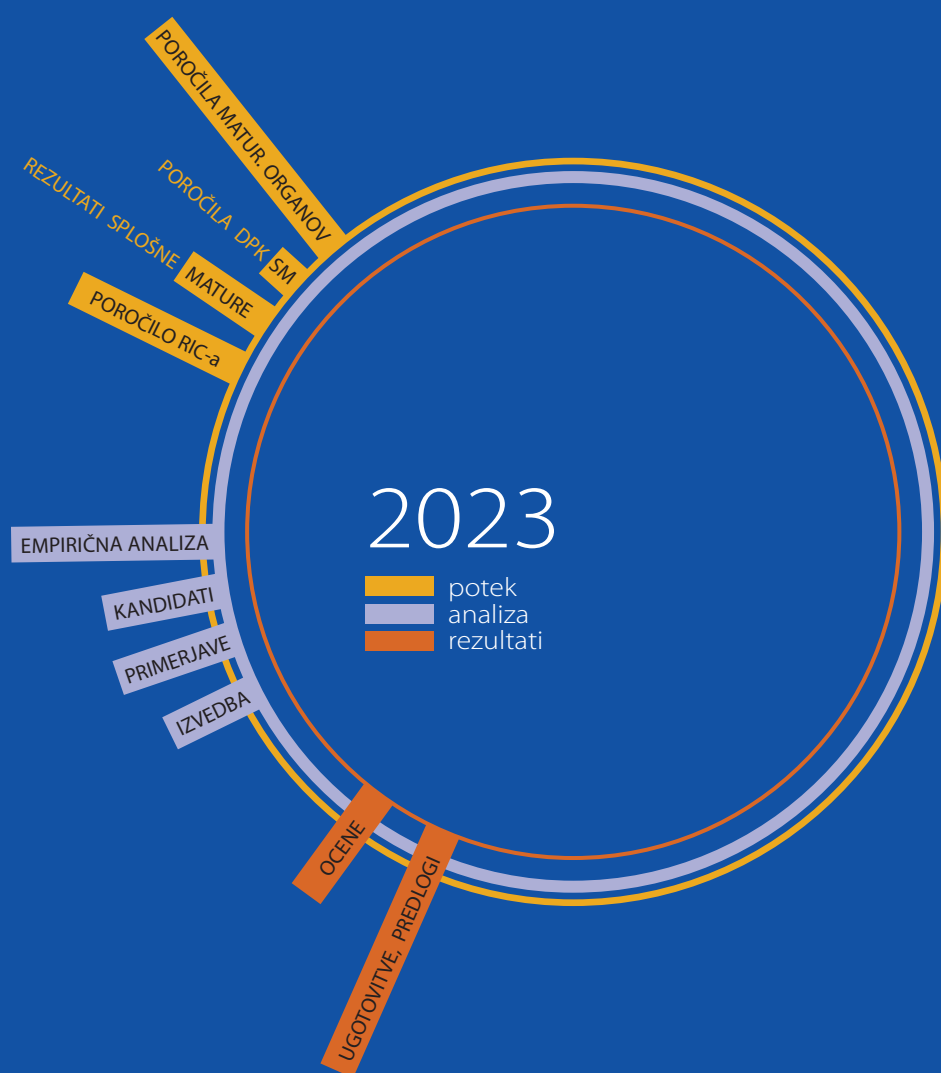 POROČILA MATUR. ORGANOV
POROČILA DPK SM
REZULTATI SPLOŠNE MATURE
POROČILO RIC-a
EMPIRIČNA ANALIZA
KANDIDATI
PRIMERJAVE
IZVEDBA
OCENE
UGOTOVITVE, PREDLOGI
2023
potek
analiza
rezultati